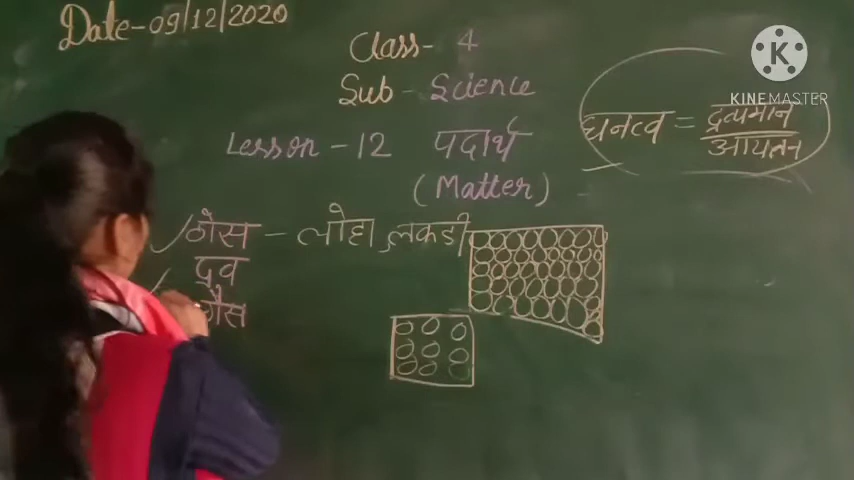 Date-09/12/2020
Class- 4
Sub - Science
K
KINEMASTER
घनत्व = द्रव्यमान
आयतन
Lesson - 12 पदार्थ
(Matter)
ठोस - लोहा, लकडी
द्रव
गैस